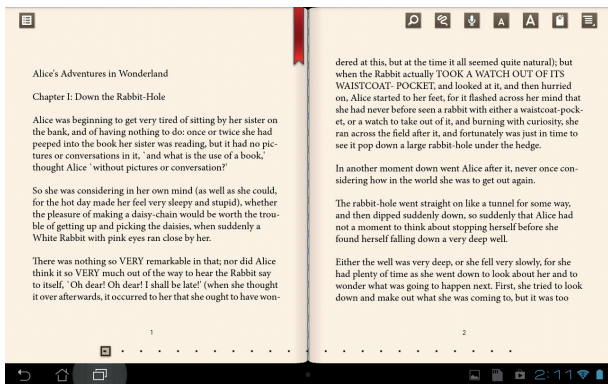 Alice's Adventures in Wonderland
Chapter I: Down the Rabbit-Hole
Alice was beginning to get very tired of sitting by her sister on
the bank, and of having nothing to do: once or twice she had
peeped into the book her sister was reading, but it had no pic-
tures or conversations in it, `and what is the use of a book,'
thought Alice `without pictures or conversation?'
So she was considering in her own mind (as well as she could,
for the hot day made her feel very sleepy and stupid), whether
the pleasure of making a daisy-chain would be worth the trou-
ble of getting up and picking the daisies, when suddenly a
White Rabbit with pink eyes ran close by her.
There was nothing so VERY remarkable in that; nor did Alice
think it so VERY much out of the way to hear the Rabbit say
to itself, `Oh dear! Oh dear! I shall be late!' (when she thought
it over afterwards, it occurred to her that she ought to have won-
1
A
A
dered at this, but at the time it all seemed quite natural); but
when the Rabbit actually TOOK A WATCH OUT OF ITS
WAISTCOAT- POCKET, and looked at it, and then hurried
on, Alice started to her feet, for it flashed across her mind that
she had never before seen a rabbit with either a waistcoat-pock-
et, or a watch to take out of it, and burning with curiosity, she
ran across the field after it, and fortunately was just in time to
see it pop down a large rabbit-hole under the hedge.
In another moment down went Alice after it, never once con-
sidering how in the world she was to get out again.
The rabbit-hole went straight on like a tunnel for some way,
and then dipped suddenly down, so suddenly that Alice had
not a moment to think about stopping herself before she
found herself falling down a very deep well.
Either the well was very deep, or she fell very slowly, for she
had plenty of time as she went down to look about her and to
wonder what was going to happen next. First, she tried to look
down and make out what she was coming to, but it was too
2
2:11